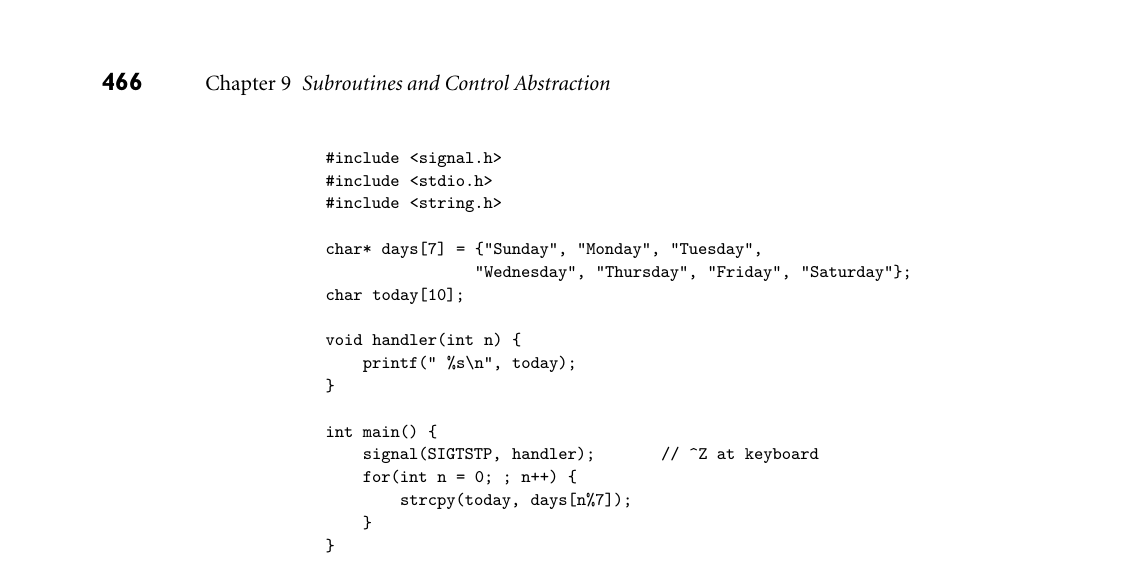 466 Chapter 9 Subroutines and Control Abstraction
#include <signal.h>
#include <stdio.h>
#include <string.h>
char* days[7] = {"Sunday", "Monday", "Tuesday",
"Wednesday", "Thursday", "Friday", "Saturday"};
char today[10];
void handler(int n) {
printf(" %s\n", today);
}
int main() {
signal(SIGTSTP, handler); // ^Z at keyboard
for(int n = 0; ; n++) {
strcpy(today, days[n%7]);
}
}